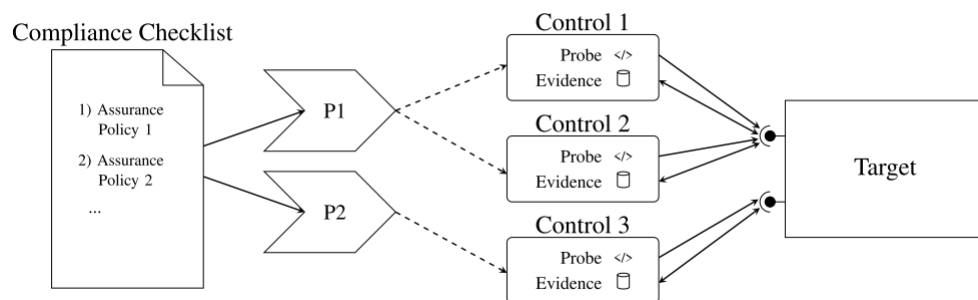 Compliance Checklist
1) Assurance
Policy 1
2) Assurance
Policy 2
...
P1
P2
Control 1
Probe </>
Evidence
Control 2
Probe </>
Evidence
Control 3
Probe </>
Evidence
Target